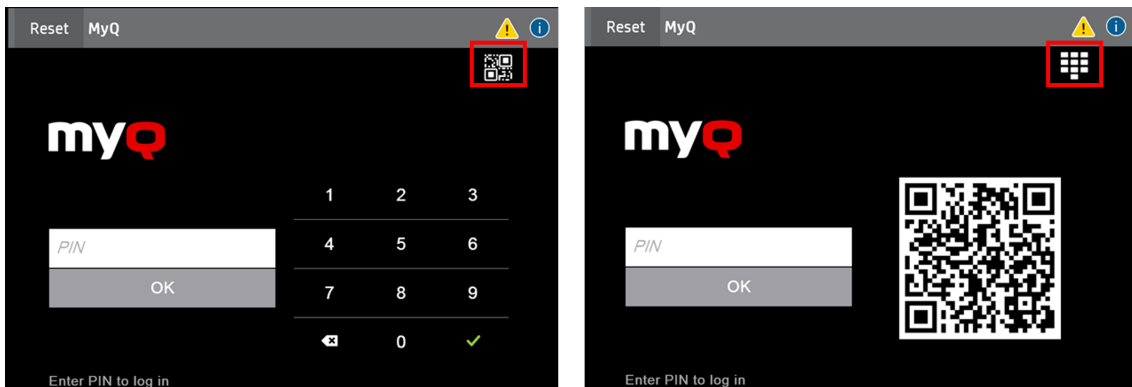 Reset MyQ
myQ
1 2 3
PIN
4 5 6
OK
7 8 9
0
Enter PIN to log in
Reset MyQ
myQ
PIN
OK
Enter PIN to log in